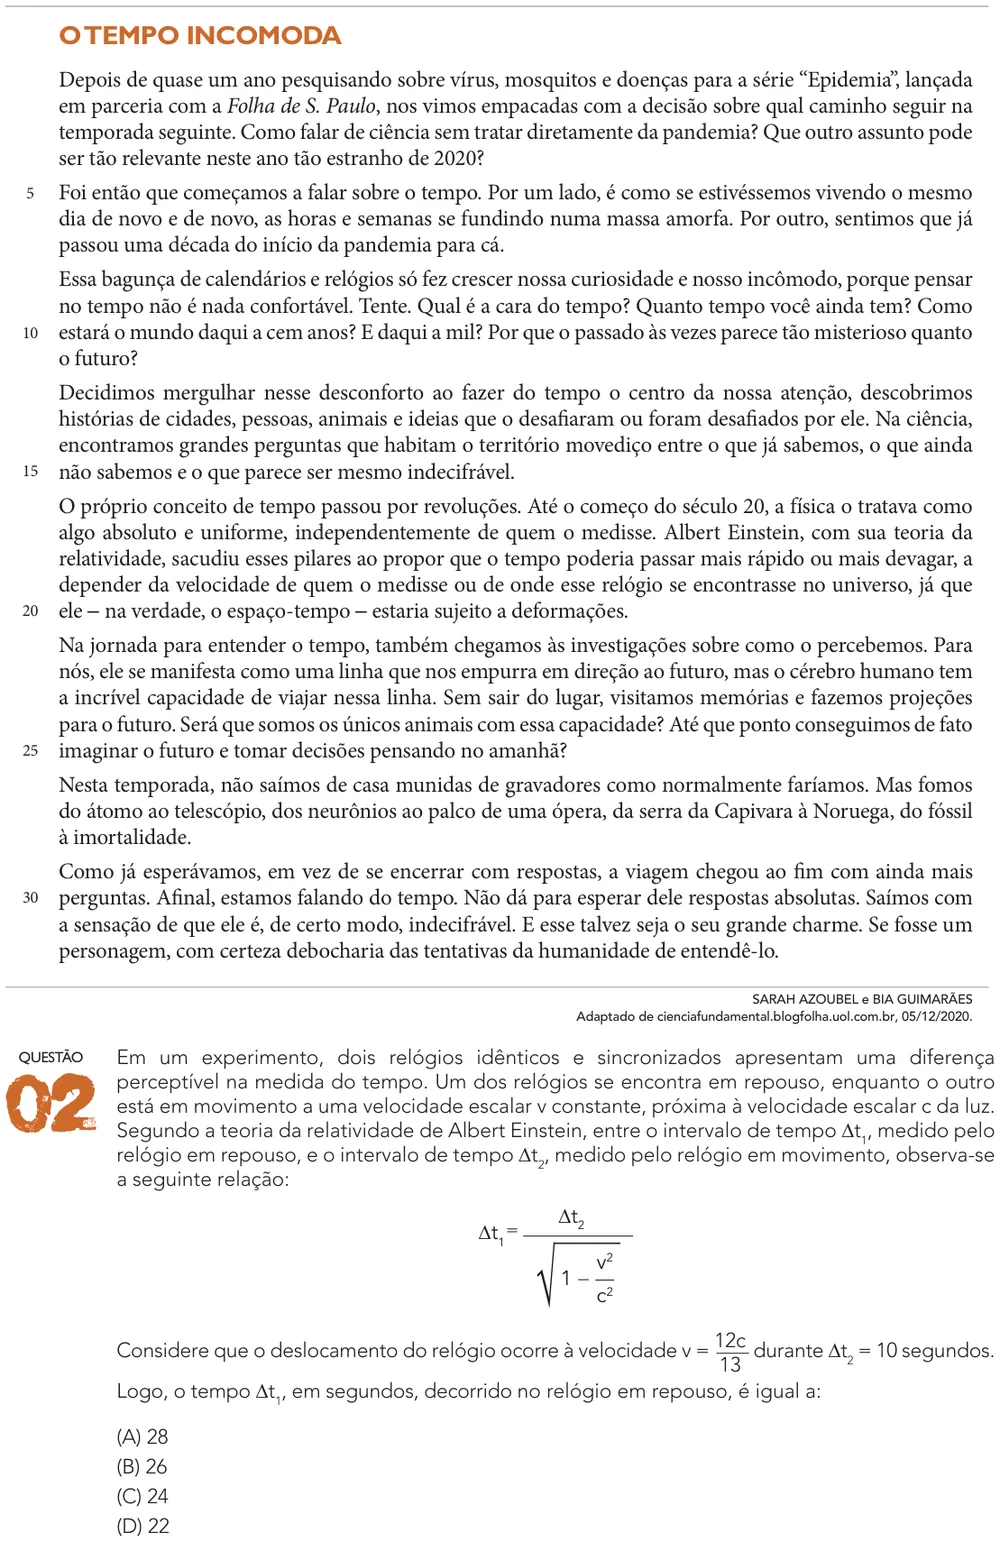 O TEMPO INCOMODA
Depois de quase um ano pesquisando sobre vírus, mosquitos e doenças para a série “Epidemia”, lançada
em parceria com a Folha de S. Paulo, nos vimos empacadas com a decisão sobre qual caminho seguir na
temporada seguinte. Como falar de ciência sem tratar diretamente da pandemia? Que outro assunto pode
ser tão relevante neste ano tão estranho de 2020?
5 Foi então que começamos a falar sobre o tempo. Por um lado, é como se estivéssemos vivendo o mesmo
dia de novo e de novo, as horas e semanas se fundindo numa massa amorfa. Por outro, sentimos que já
passou uma década do início da pandemia para cá.
Essa bagunça de calendários e relógios só fez crescer nossa curiosidade e nosso incômodo, porque pensar
no tempo não é nada confortável. Tente. Qual é a cara do tempo? Quanto tempo você ainda tem? Como
10 estará o mundo daqui a cem anos? E daqui a mil? Por que o passado às vezes parece tão misterioso quanto
o futuro?
Decidimos mergulhar nesse desconforto ao fazer do tempo o centro da nossa atenção, descobrimos
histórias de cidades, pessoas, animais e ideias que o desafiaram ou foram desafiados por ele. Na ciência,
encontramos grandes perguntas que habitam o território movediço entre o que já sabemos, o que ainda
15 não sabemos e o que parece ser mesmo indecifrável.
O próprio conceito de tempo passou por revoluções. Até o começo do século 20, a física o tratava como
algo absoluto e uniforme, independentemente de quem o medisse. Albert Einstein, com sua teoria da
relatividade, sacudiu esses pilares ao propor que o tempo poderia passar mais rápido ou mais devagar, a
depender da velocidade de quem o medisse ou de onde esse relógio se encontrasse no universo, já que
20 ele – na verdade, o espaço-tempo – estaria sujeito a deformações.
Na jornada para entender o tempo, também chegamos às investigações sobre como o percebemos. Para
nós, ele se manifesta como uma linha que nos empurra em direção ao futuro, mas o cérebro humano tem
a incrível capacidade de viajar nessa linha. Sem sair do lugar, visitamos memórias e fazemos projeções
para o futuro. Será que somos os únicos animais com essa capacidade? Até que ponto conseguimos de fato
25 imaginar o futuro e tomar decisões pensando no amanhã?
Nesta temporada, não saímos de casa munidas de gravadores como normalmente faríamos. Mas fomos
do átomo ao telescópio, dos neurônios ao palco de uma ópera, da serra da Capivara à Noruega, do fóssil
à imortalidade.
Como já esperávamos, em vez de se encerrar com respostas, a viagem chegou ao fim com ainda mais
30 perguntas. Afinal, estamos falando do tempo. Não dá para esperar dele respostas absolutas. Saímos com
a sensação de que ele é, de certo modo, indecifrável. E esse talvez seja o seu grande charme. Se fosse um
personagem, com certeza debocharia das tentativas da humanidade de entendê-lo.
SARAH AZOUBEL e BIA GUIMARÃES
Adaptado de cienciafundamental.blogfolha.uol.com.br, 05/12/2020.
QUESTÃO
02
Em um experimento, dois relógios idênticos e sincronizados apresentam uma diferença
perceptível na medida do tempo. Um dos relógios se encontra em repouso, enquanto o outro
está em movimento a uma velocidade escalar v constante, próxima à velocidade escalar c da luz.
Segundo a teoria da relatividade de Albert Einstein, entre o intervalo de tempo Δt₁, medido pelo
relógio em repouso, e o intervalo de tempo Δt₂, medido pelo relógio em movimento, observa-se
a seguinte relação:
Δt₁ = Δt₂ / √(1 – v²/c²)
Considere que o deslocamento do relógio ocorre à velocidade v = 12c/13 durante Δt₂ = 10 segundos.
Logo, o tempo Δt₁, em segundos, decorrido no relógio em repouso, é igual a:
(A) 28
(B) 26
(C) 24
(D) 22